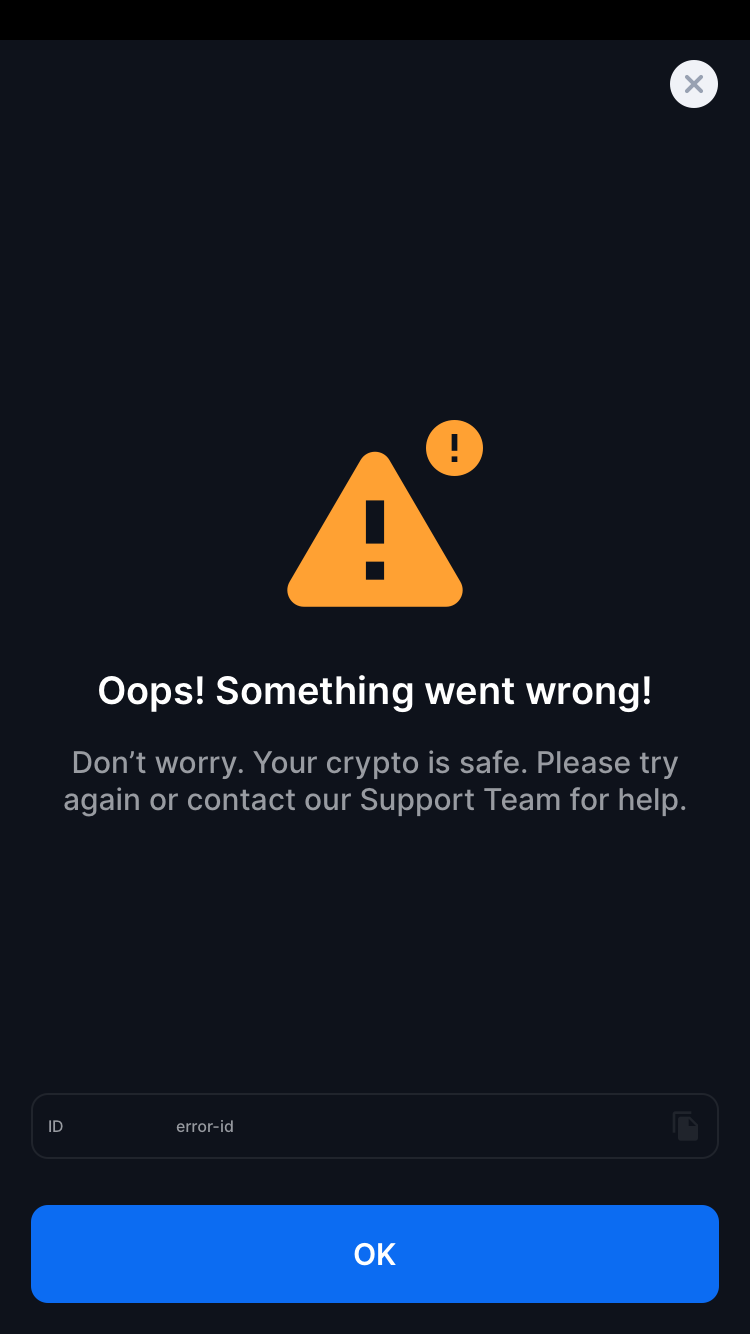 Oops! Something went wrong!
Don’t worry. Your crypto is safe. Please try
again or contact our Support Team for help.
ID error-id
OK